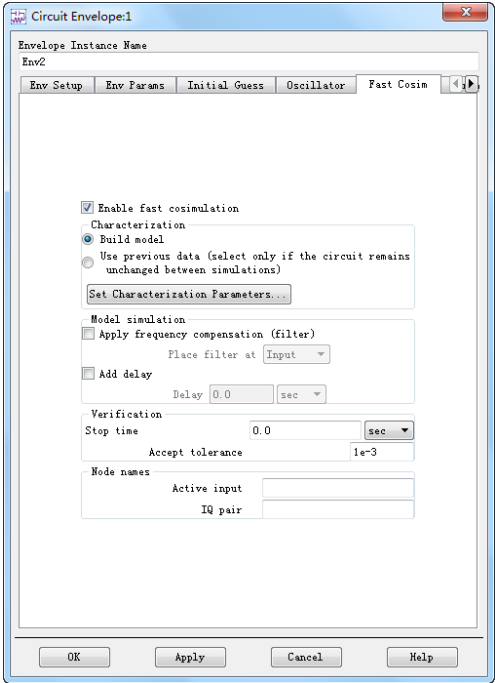 Circuit Envelope:1
Envelope Instance Name
Env2
Env Setup Env Params Initial Guess Oscillator Fast Cosim
Enable fast cosimulation
Characterization
Build model
Use previous data (select only if the circuit remains
unchanged between simulations)
Set Characterization Parameters...
Model simulation
Apply frequency compensation (filter)
Place filter at Input
Add delay
Delay 0.0 sec
Verification
Stop time 0.0 sec
Accept tolerance 1e-3
Node names
Active input
IQ pair
OK Apply Cancel Help